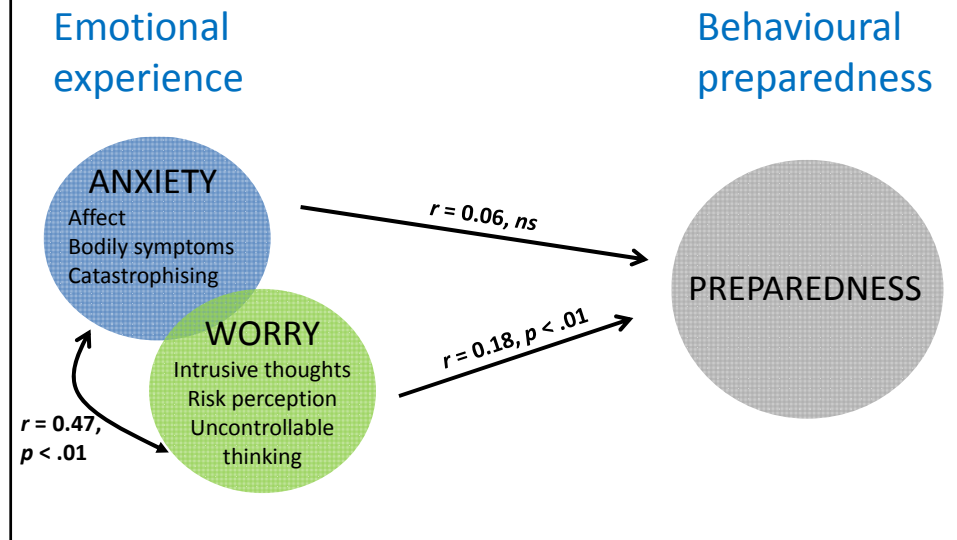 Emotional
experience
Behavioural
preparedness
ANXIETY
Affect
Bodily symptoms
Catastrophising
r = 0.06, ns
PREPAREDNESS
WORRY
Intrusive thoughts
Risk perception
Uncontrollable
thinking
r = 0.18, p < .01
r = 0.47,
p < .01